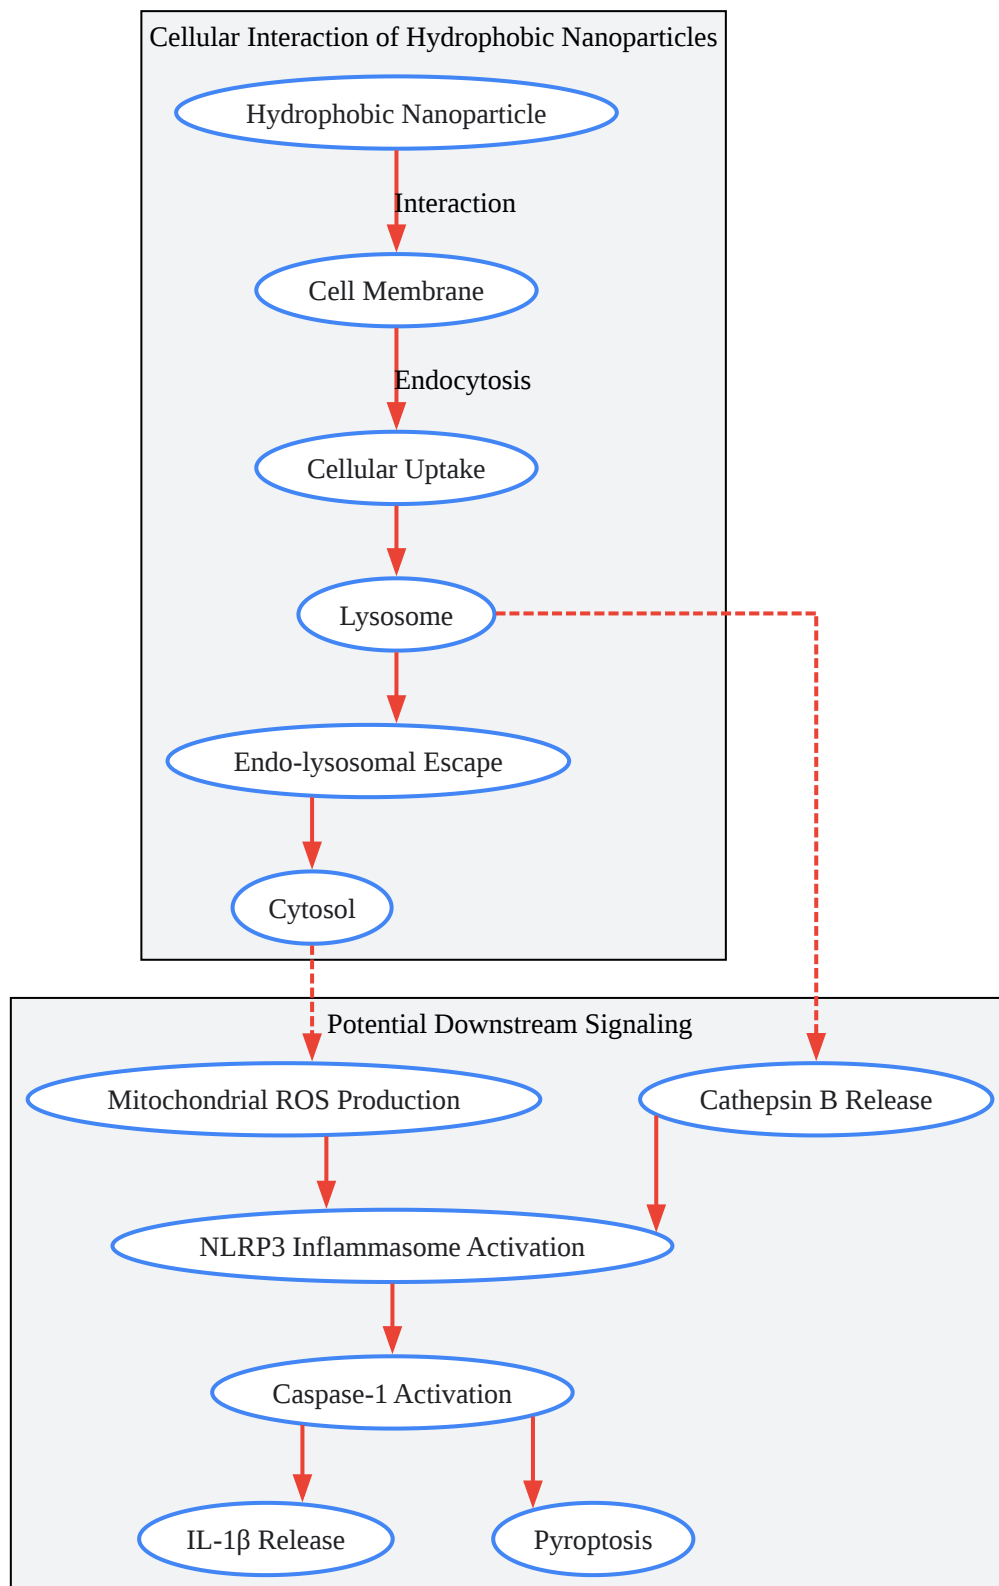 Cellular Interaction of Hydrophobic Nanoparticles
Hydrophobic Nanoparticle
Interaction
Cell Membrane
Endocytosis
Cellular Uptake
Lysosome
Endo-lysosomal Escape
Cytosol
Potential Downstream Signaling
Mitochondrial ROS Production
Cathepsin B Release
NLRP3 Inflammasome Activation
Caspase-1 Activation
IL-1β Release
Pyroptosis